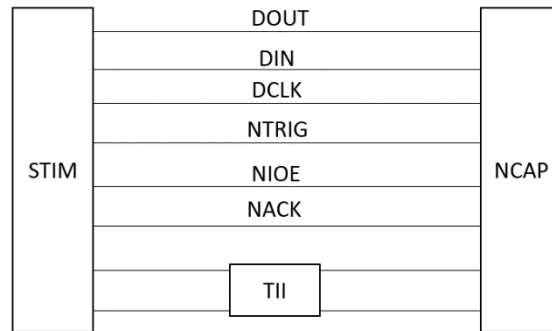 DOUT
DIN
DCLK
NTRIG
STIM
NIOE
NCAP
NACK
TII